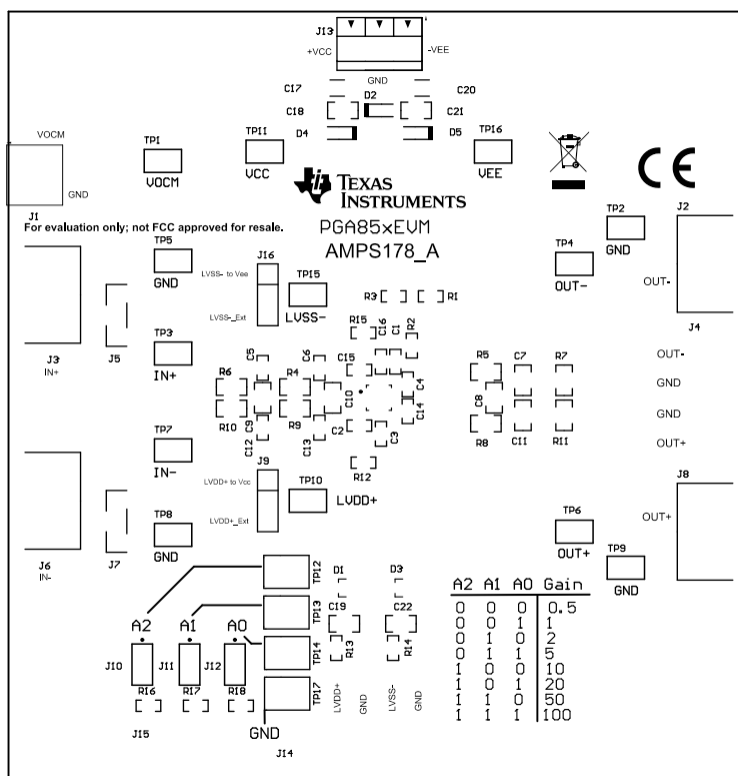 J13
+VCC
-VEE
GND
C17
C20
D2
C18
C21
D4
D5
VOCM
GND
J1
TP1
VOCM
TP11
VCC
TP16
VEE
TEXAS
INSTRUMENTS
CE
For evaluation only; not FCC approved for resale.
PGA85xEVM
AMPS178_A
J2
TP2
GND
TP4
OUT-
OUT-
J4
TP5
GND
J16
LVSS- to Vee
LVSS-_Ext
TP15
LVSS-
J3
IN+
J5
TP3
IN+
R3
R1
R15
C16
C1
R2
C5
C6
C15
R6
R4
C10
C4
C14
R10
C9
R9
C2
C3
C12
C13
R12
R5
C7
R7
C8
R8
C11
R11
OUT-
GND
GND
OUT+
TP7
IN-
J9
LVDD+ to Vcc
LVDD+_Ext
TP10
LVDD+
J8
OUT+
TP8
GND
J6
IN-
J7
TP6
OUT+
TP9
GND
TP12
TP13
TP14
TP17
D1
D3
C19
C22
R13
R14
A2
A1
A0
J10
J11
J12
R16
R17
R18
J15
GND
J14
LVDD+
GND
LVSS-
GND
A2 A1 A0 Gain
0 0 0 0.5
0 0 1 1
0 1 0 2
0 1 1 5
1 0 0 10
1 0 1 20
1 1 0 50
1 1 1 100